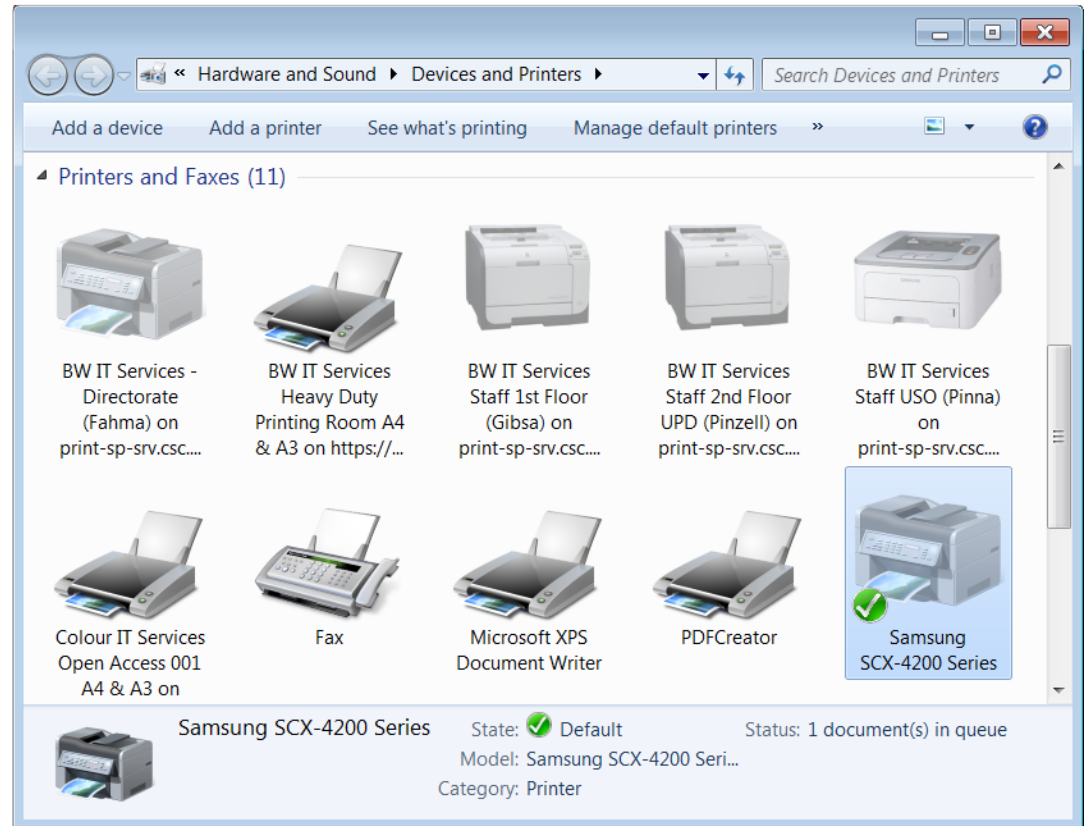 « Hardware and Sound ▸ Devices and Printers ▸ Search Devices and Printers
Add a device Add a printer See what's printing Manage default printers »
Printers and Faxes (11)
BW IT Services -
Directorate
(Fahma) on
print-sp-srv.csc....
BW IT Services
Heavy Duty
Printing Room A4
& A3 on https://...
BW IT Services
Staff 1st Floor
(Gibsa) on
print-sp-srv.csc....
BW IT Services
Staff 2nd Floor
UPD (Pinzell) on
print-sp-srv.csc....
BW IT Services
Staff USO (Pinna)
on
print-sp-srv.csc....
Colour IT Services
Open Access 001
A4 & A3 on
Fax
Microsoft XPS
Document Writer
PDFCreator
Samsung
SCX-4200 Series
Samsung SCX-4200 Series State: Default Status: 1 document(s) in queue
Model: Samsung SCX-4200 Seri...
Category: Printer